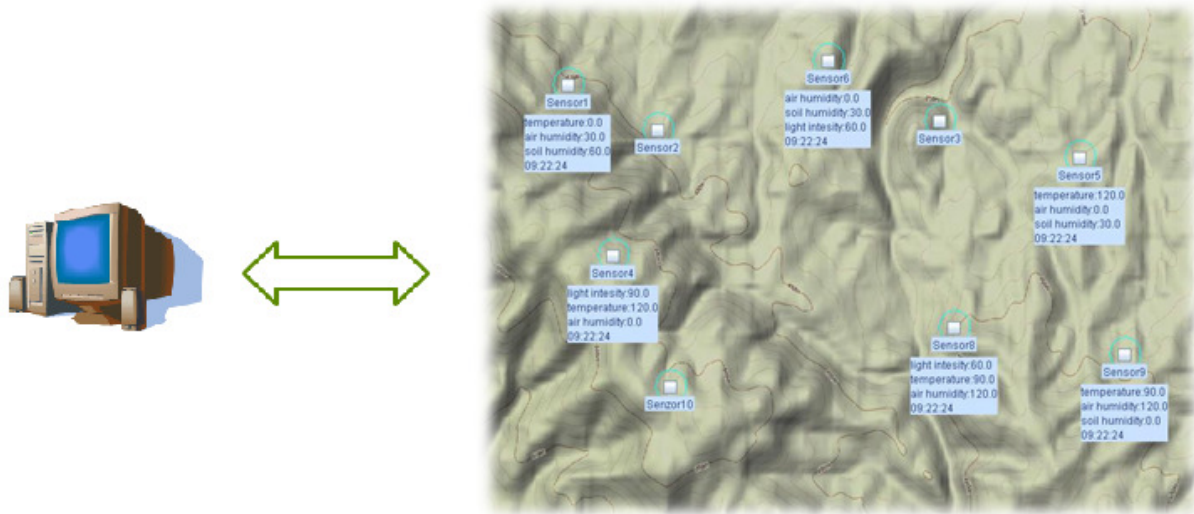 Sensor1
temperature:0.0
air humidity:30.0
soil humidity:60.0
09:22:24
Sensor2
Sensor6
air humidity:0.0
soil humidity:30.0
light intesity:60.0
09:22:24
Sensor3
Sensor5
temperature:120.0
air humidity:0.0
soil humidity:30.0
09:22:24
Sensor4
light intesity:90.0
temperature:120.0
air humidity:0.0
09:22:24
Senzor10
Sensor8
light intesity:60.0
temperature:90.0
air humidity:120.0
09:22:24
Sensor9
temperature:90.0
air humidity:120.0
soil humidity:0.0
09:22:24